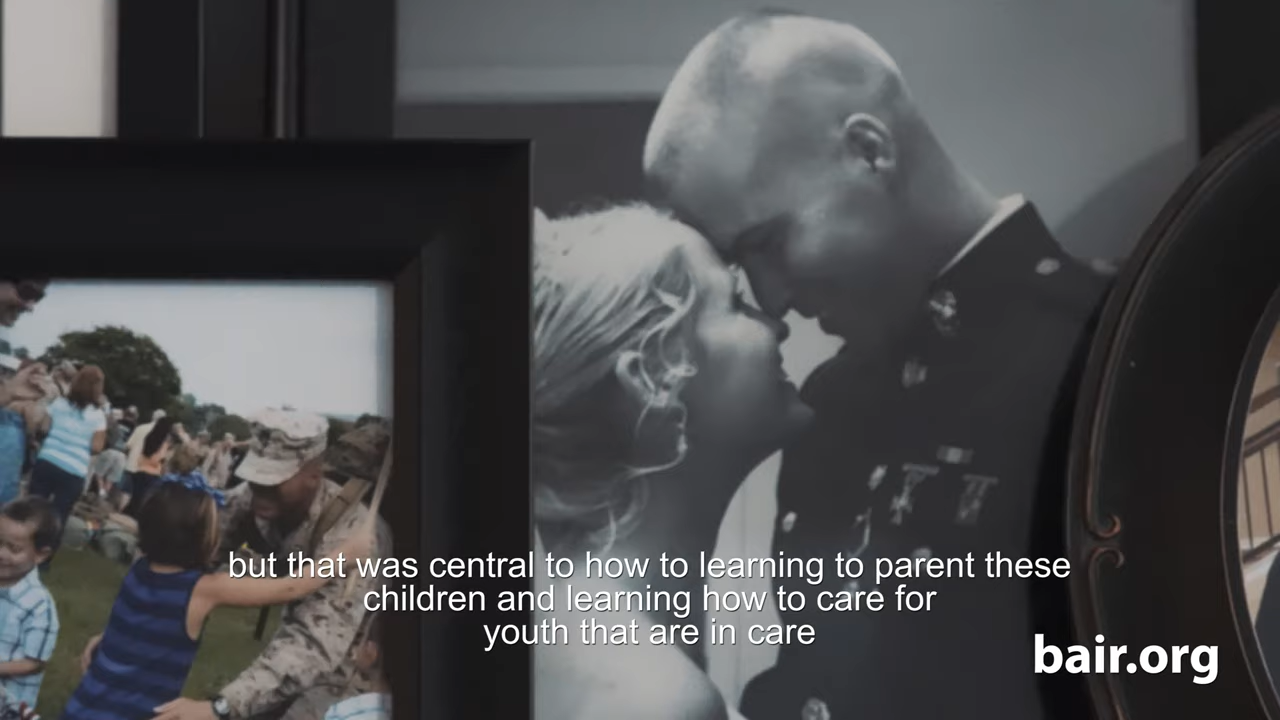 but that was central to how to learning to parent these
children and learning how to care for
youth that are in care
bair.org